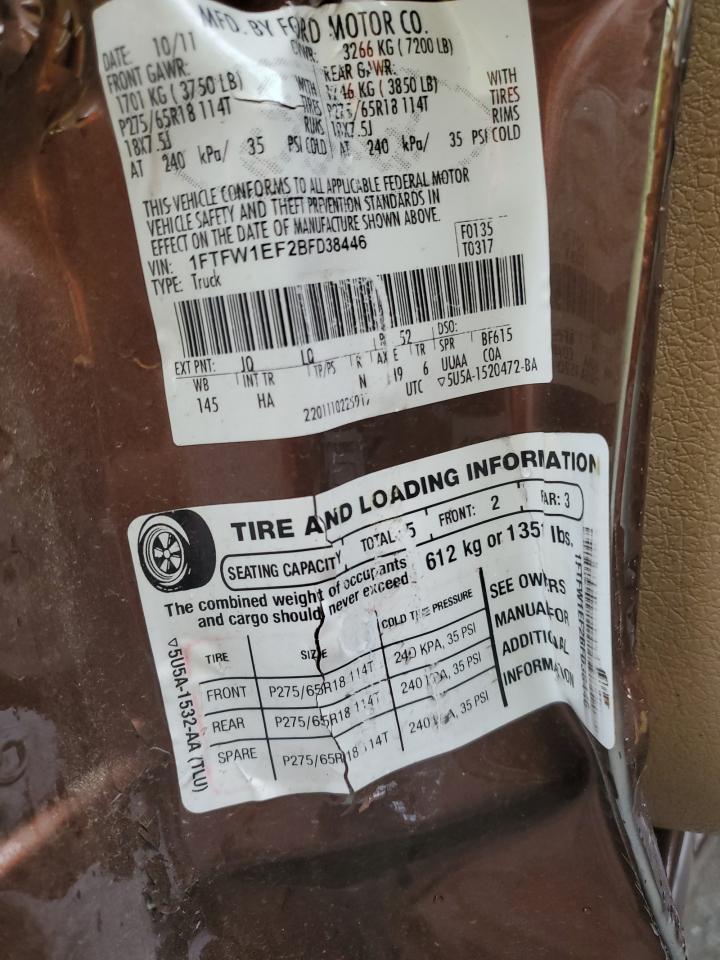 MFD. BY FORD MOTOR CO.
DATE: 10/11 GVWR: 3266 KG ( 7200 LB)
FRONT GAWR: REAR GAWR:
1701 KG ( 3750 LB) WITH 1746 KG ( 3850 LB) WITH
P275/65R18 114T TIRES P275/65R18 114T TIRES
18X7.5J RIMS 18X7.5J RIMS
AT 240 kPa/ 35 PSI COLD AT 240 kPa/ 35 PSI COLD
THIS VEHICLE CONFORMS TO ALL APPLICABLE FEDERAL MOTOR
VEHICLE SAFETY AND THEFT PREVENTION STANDARDS IN
EFFECT ON THE DATE OF MANUFACTURE SHOWN ABOVE.
VIN: 1FTFW1EF2BFD38446 F0135
TYPE: Truck T0317
EXT PNT: JQ LQ 52 DSO:
WB INT TR TP/PS R AXE TR SPR BF615
145 HA N 19 6 UUAA COA
UTC ▽5U5A-1520472-BA
TIRE AND LOADING INFORMATION
SEATING CAPACITY TOTAL: 5 FRONT: 2 REAR: 3
The combined weight of occupants
and cargo should never exceed 612 kg or 1351 lbs.
TIRE SIZE COLD TIRE PRESSURE
FRONT P275/65R18 114T 240 KPA, 35 PSI
REAR P275/65R18 114T 240 KPA, 35 PSI
SPARE P275/65R18 114T 240 KPA, 35 PSI
SEE OWNERS
MANUAL FOR
ADDITIONAL
INFORMATION
▽5U5A-1532-AA (TLU)
1FTFW1EF2BFD38446